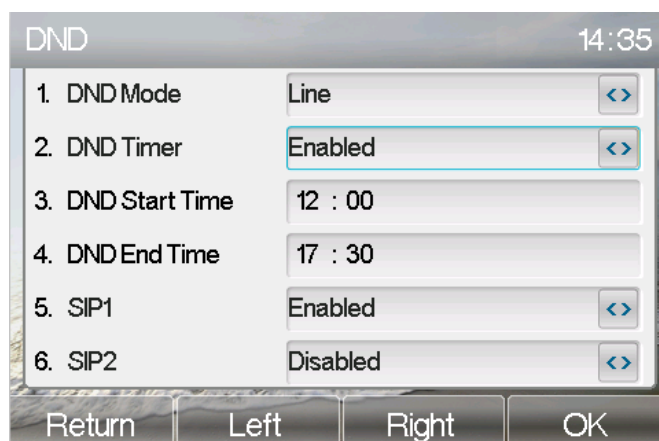 DND 14:35
1. DND Mode Line
2. DND Timer Enabled
3. DND Start Time 12 : 00
4. DND End Time 17 : 30
5. SIP1 Enabled
6. SIP2 Disabled
Return Left Right OK